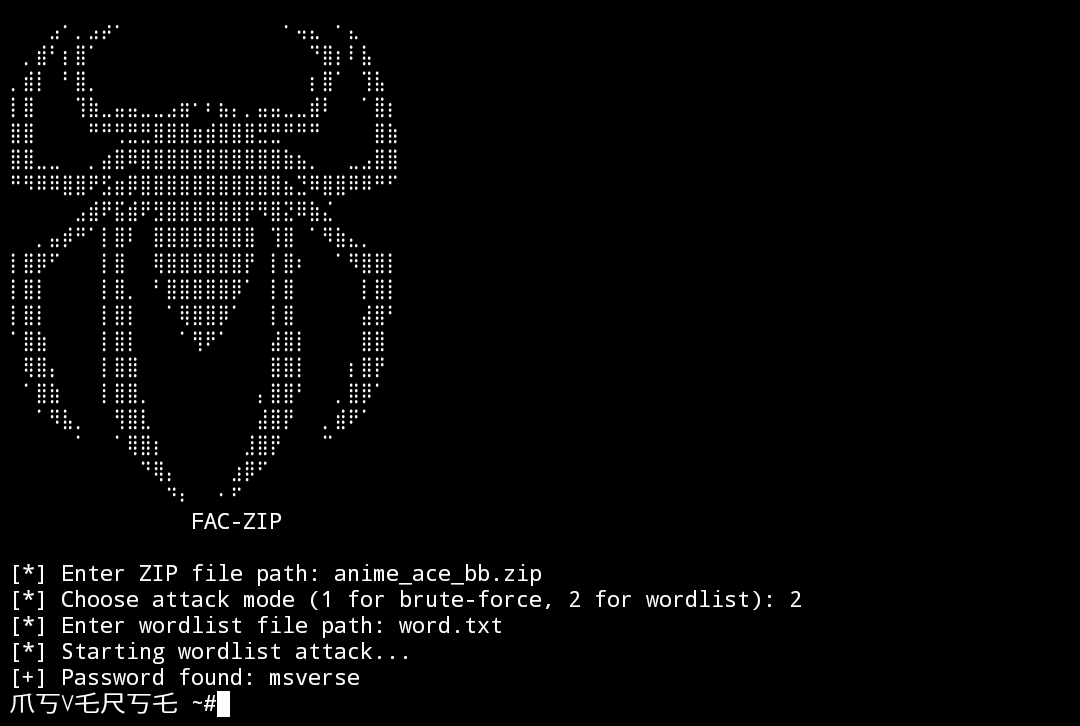 FAC-ZIP
[*] Enter ZIP file path: anime_ace_bb.zip
[*] Choose attack mode (1 for brute-force, 2 for wordlist): 2
[*] Enter wordlist file path: word.txt
[*] Starting wordlist attack...
[+] Password found: msverse
爪丂V乇尺丂乇 ~#